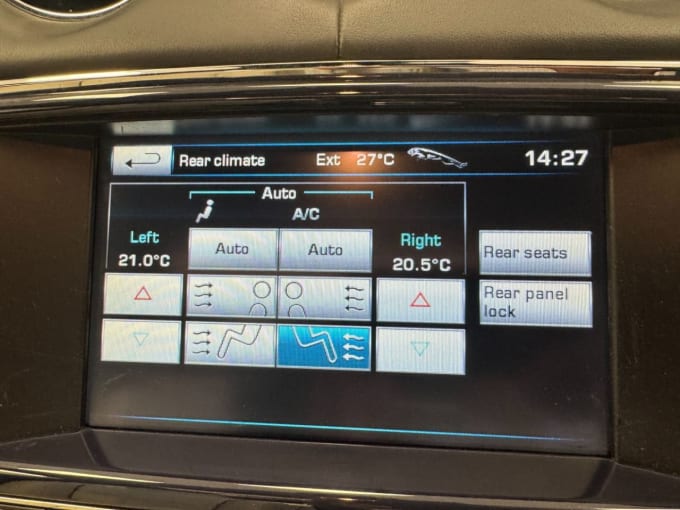 Rear climate Ext 27°C 14:27
Auto
A/C
Left Right
21.0°C 20.5°C
Auto Auto
Rear seats
Rear panel
lock